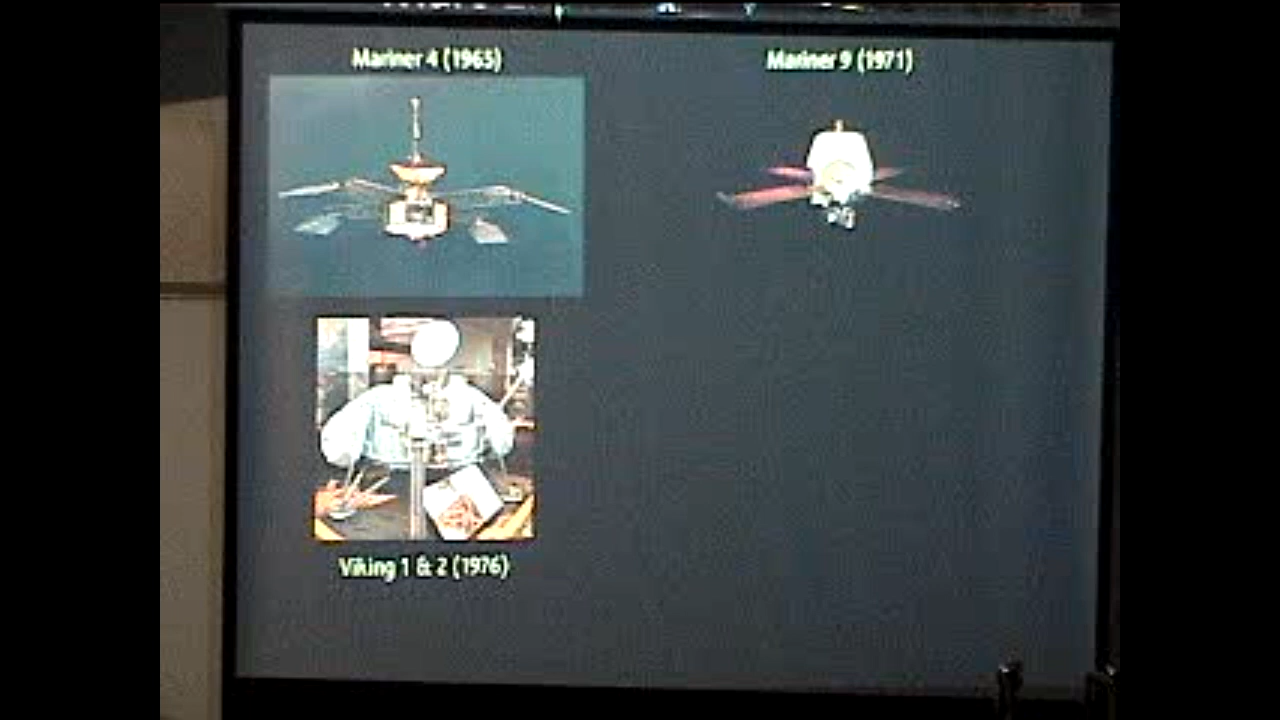 Mariner 4 (1965)
Mariner 9 (1971)
Viking 1 & 2 (1976)